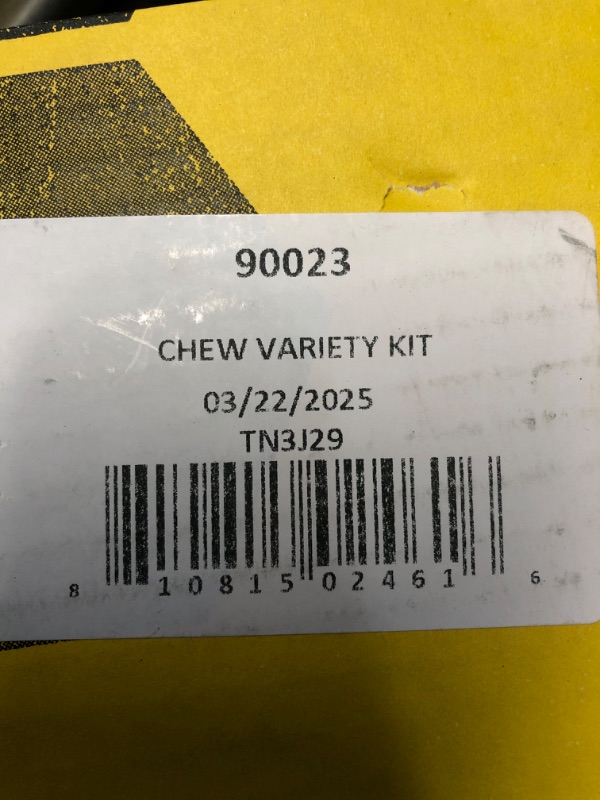 90023
CHEW VARIETY KIT
03/22/2025
TN3J29
8 10815 02461 6